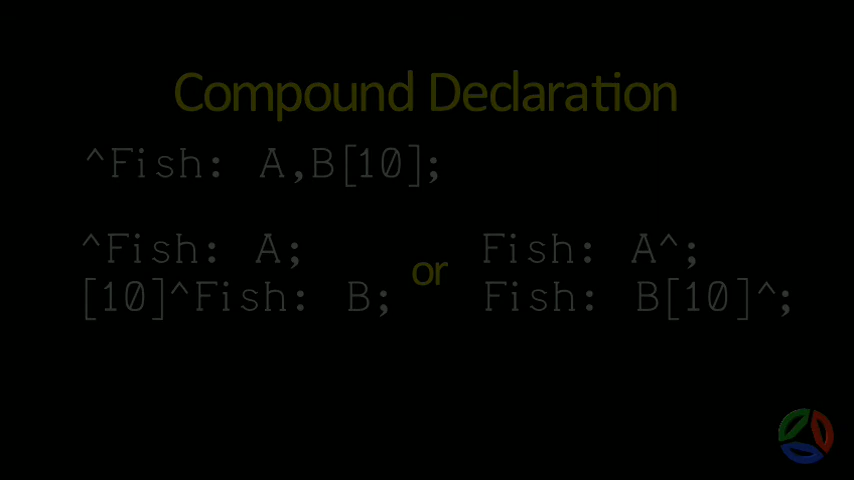 Compound Declaration
^Fish: A,B[10];
^Fish: A;
[10]^Fish: B;
or
Fish: A^;
Fish: B[10]^;